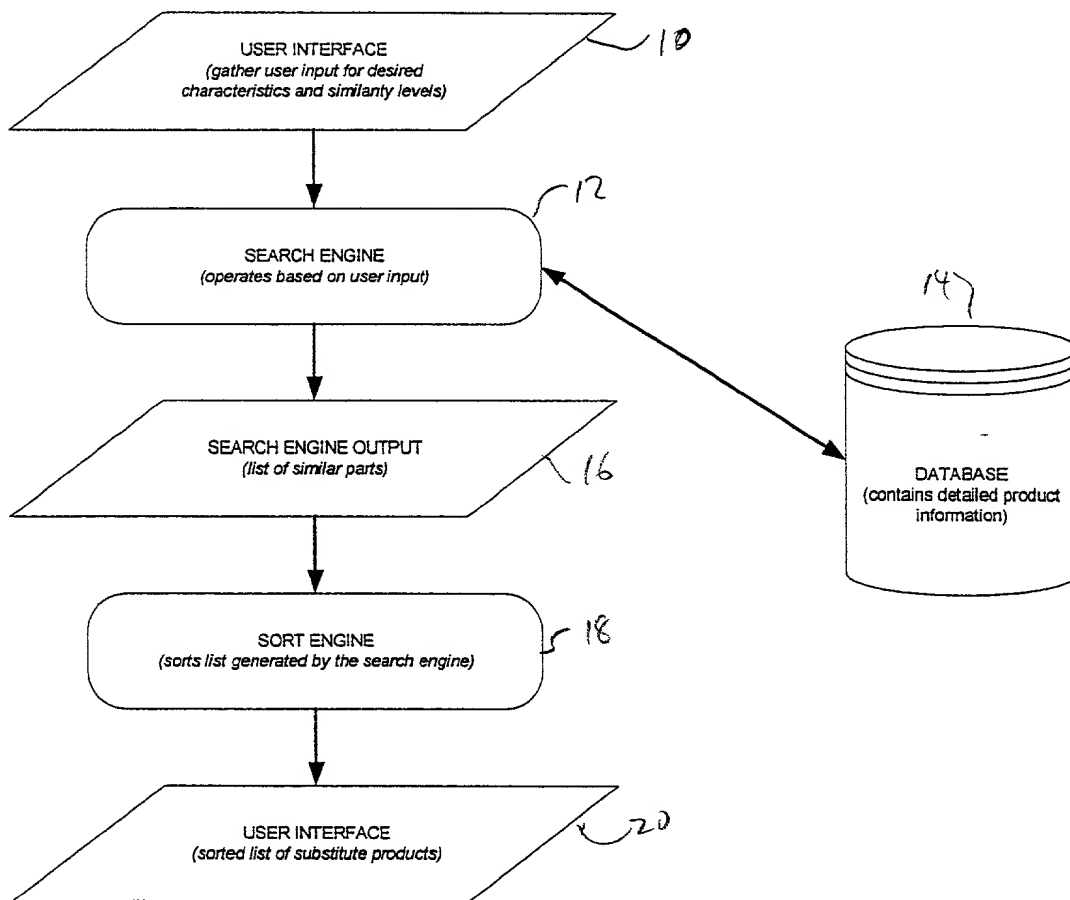 USER INTERFACE
(gather user input for desired
characteristics and similarity levels)
10
SEARCH ENGINE
(operates based on user input)
12
14
DATABASE
(contains detailed product
information)
SEARCH ENGINE OUTPUT
(list of similar parts)
16
SORT ENGINE
(sorts list generated by the search engine)
18
USER INTERFACE
(sorted list of substitute products)
20